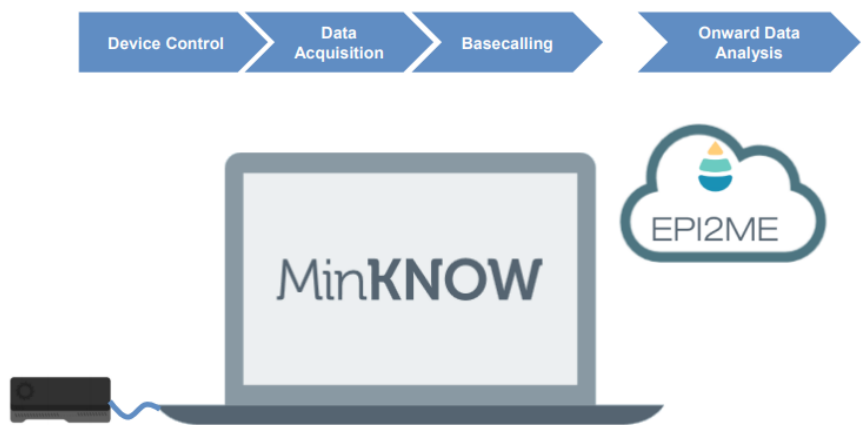 Device Control
Data
Acquisition
Basecalling
Onward Data
Analysis
EPI2ME
MinKNOW